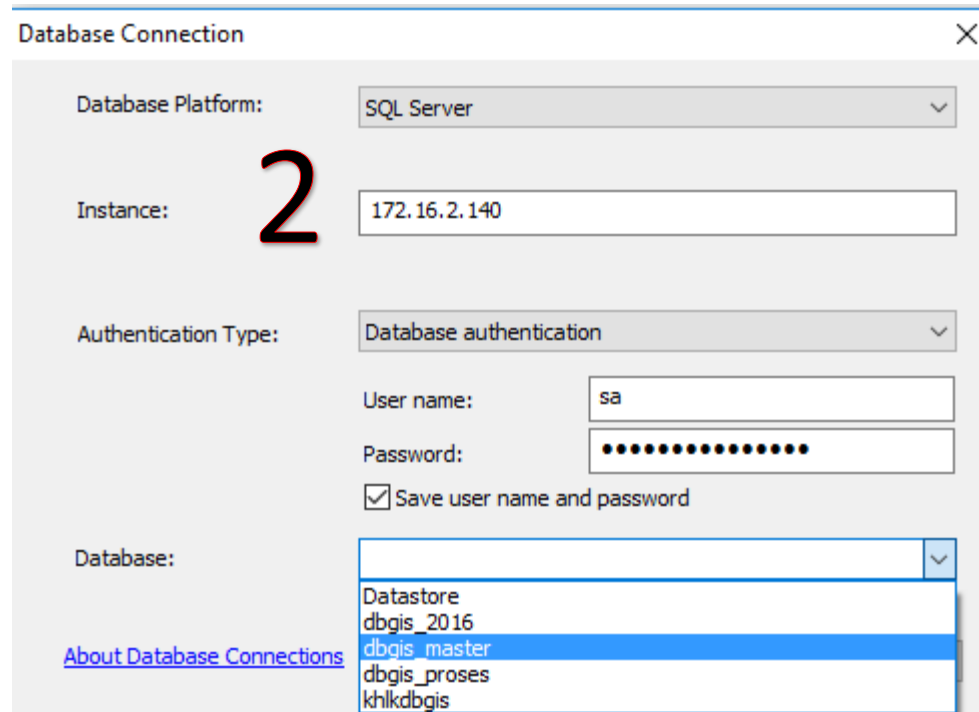 Database Connection
Database Platform: SQL Server
2
Instance: 172.16.2.140
Authentication Type: Database authentication
User name: sa
Password: •••••••••••••••
Save user name and password
Database:
Datastore
dbgis_2016
dbgis_master
About Database Connections
dbgis_proses
khlkdbgis